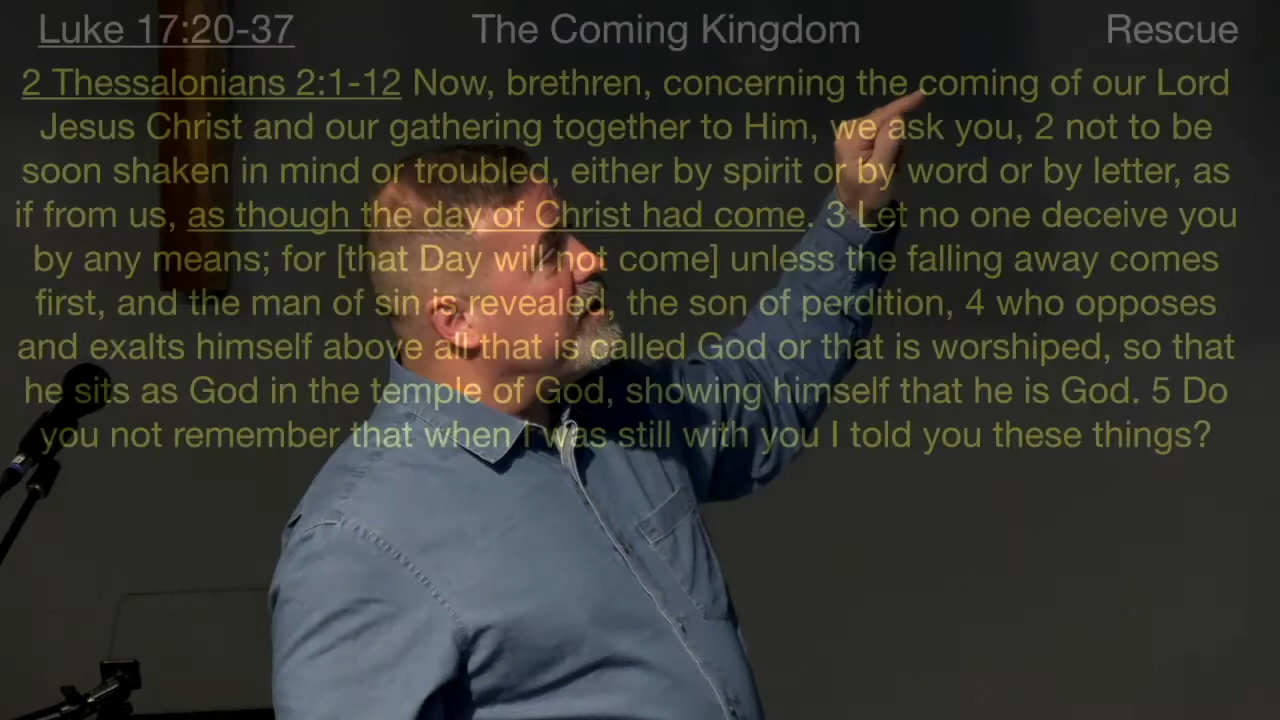 Luke 17:20-37 The Coming Kingdom Rescue
2 Thessalonians 2:1-12 Now, brethren, concerning the coming of our Lord
Jesus Christ and our gathering together to Him, we ask you, 2 not to be
soon shaken in mind or troubled, either by spirit or by word or by letter, as
if from us, as though the day of Christ had come. 3 Let no one deceive you
by any means; for [that Day will not come] unless the falling away comes
first, and the man of sin is revealed, the son of perdition, 4 who opposes
and exalts himself above all that is called God or that is worshiped, so that
he sits as God in the temple of God, showing himself that he is God. 5 Do
you not remember that when I was still with you I told you these things?